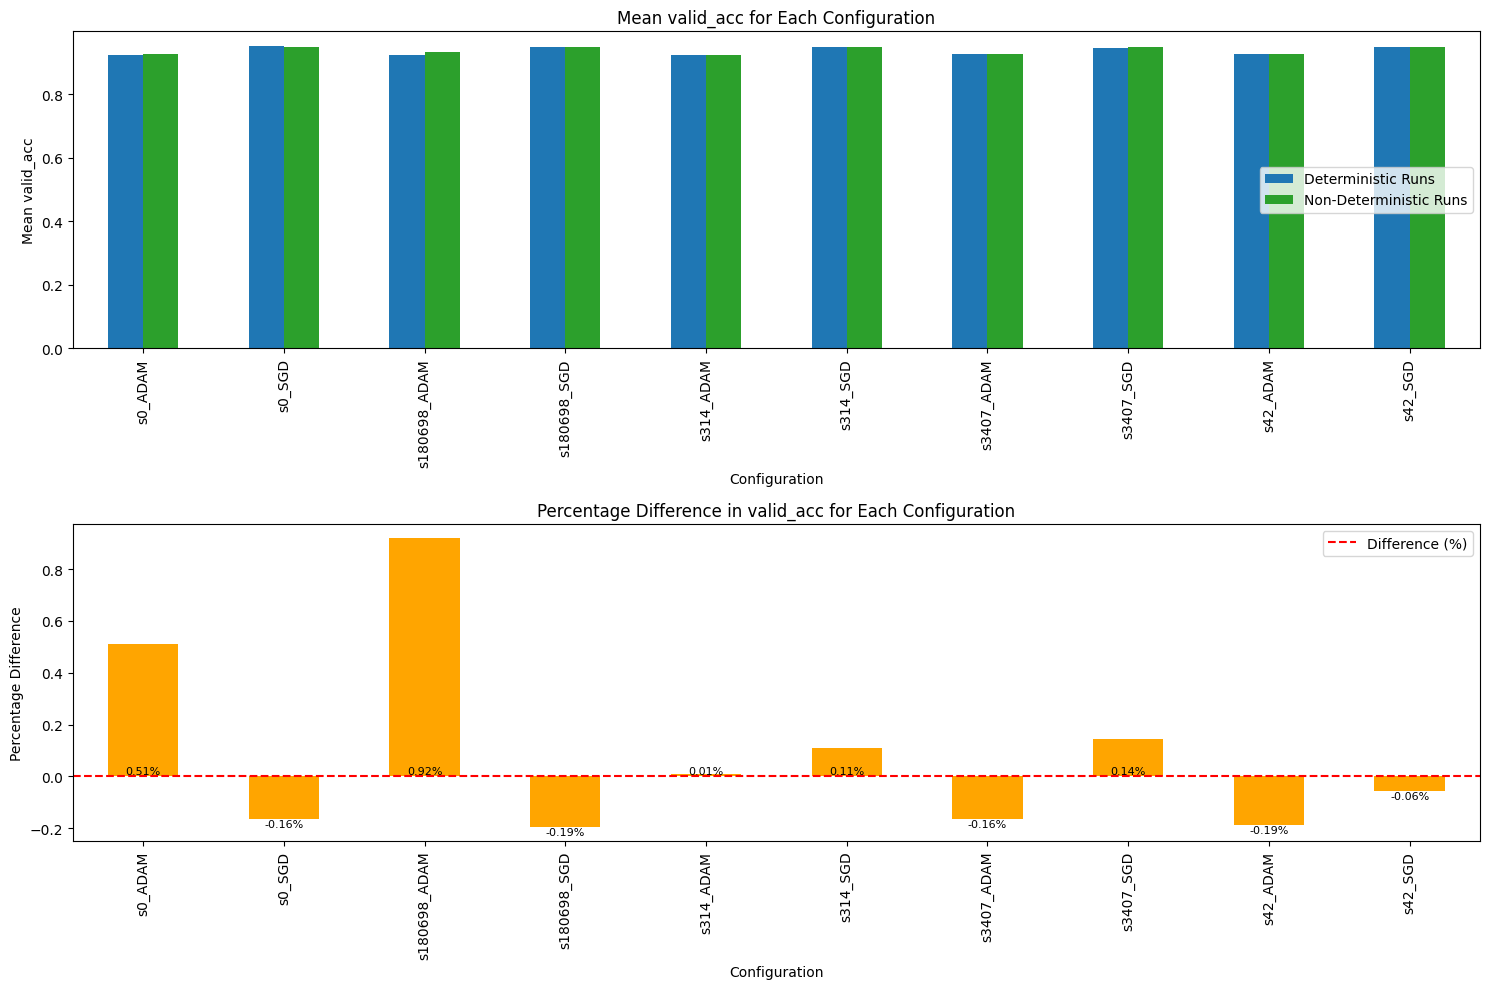 Mean valid_acc for Each Configuration
Mean valid_acc
0.8
0.6
0.4
0.2
0.0
Deterministic Runs
Non-Deterministic Runs
s0_ADAM
s0_SGD
s180698_ADAM
s180698_SGD
s314_ADAM
s314_SGD
s3407_ADAM
s3407_SGD
s42_ADAM
s42_SGD
Configuration
Percentage Difference in valid_acc for Each Configuration
Percentage Difference
0.8
0.6
0.4
0.2
0.0
−0.2
Difference (%)
0.51%
-0.16%
0.92%
-0.19%
0.01%
0.11%
-0.16%
0.14%
-0.19%
-0.06%
s0_ADAM
s0_SGD
s180698_ADAM
s180698_SGD
s314_ADAM
s314_SGD
s3407_ADAM
s3407_SGD
s42_ADAM
s42_SGD
Configuration